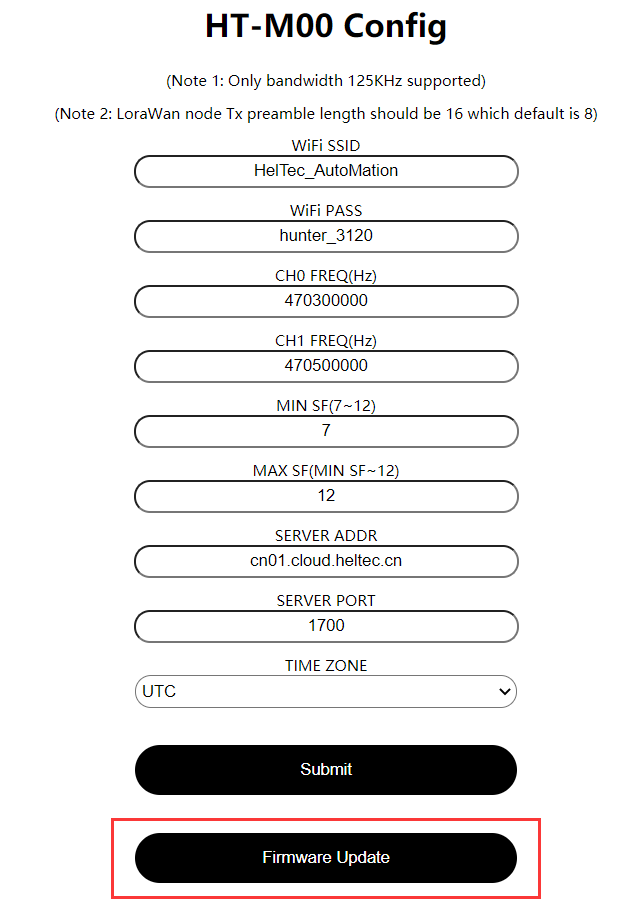 HT-M00 Config
(Note 1: Only bandwidth 125KHz supported)
(Note 2: LoraWan node Tx preamble length should be 16 which default is 8)
WiFi SSID
HelTec_AutoMation
WiFi PASS
hunter_3120
CH0 FREQ(Hz)
470300000
CH1 FREQ(Hz)
470500000
MIN SF(7~12)
7
MAX SF(MIN SF~12)
12
SERVER ADDR
cn01.cloud.heltec.cn
SERVER PORT
1700
TIME ZONE
UTC
Submit
Firmware Update